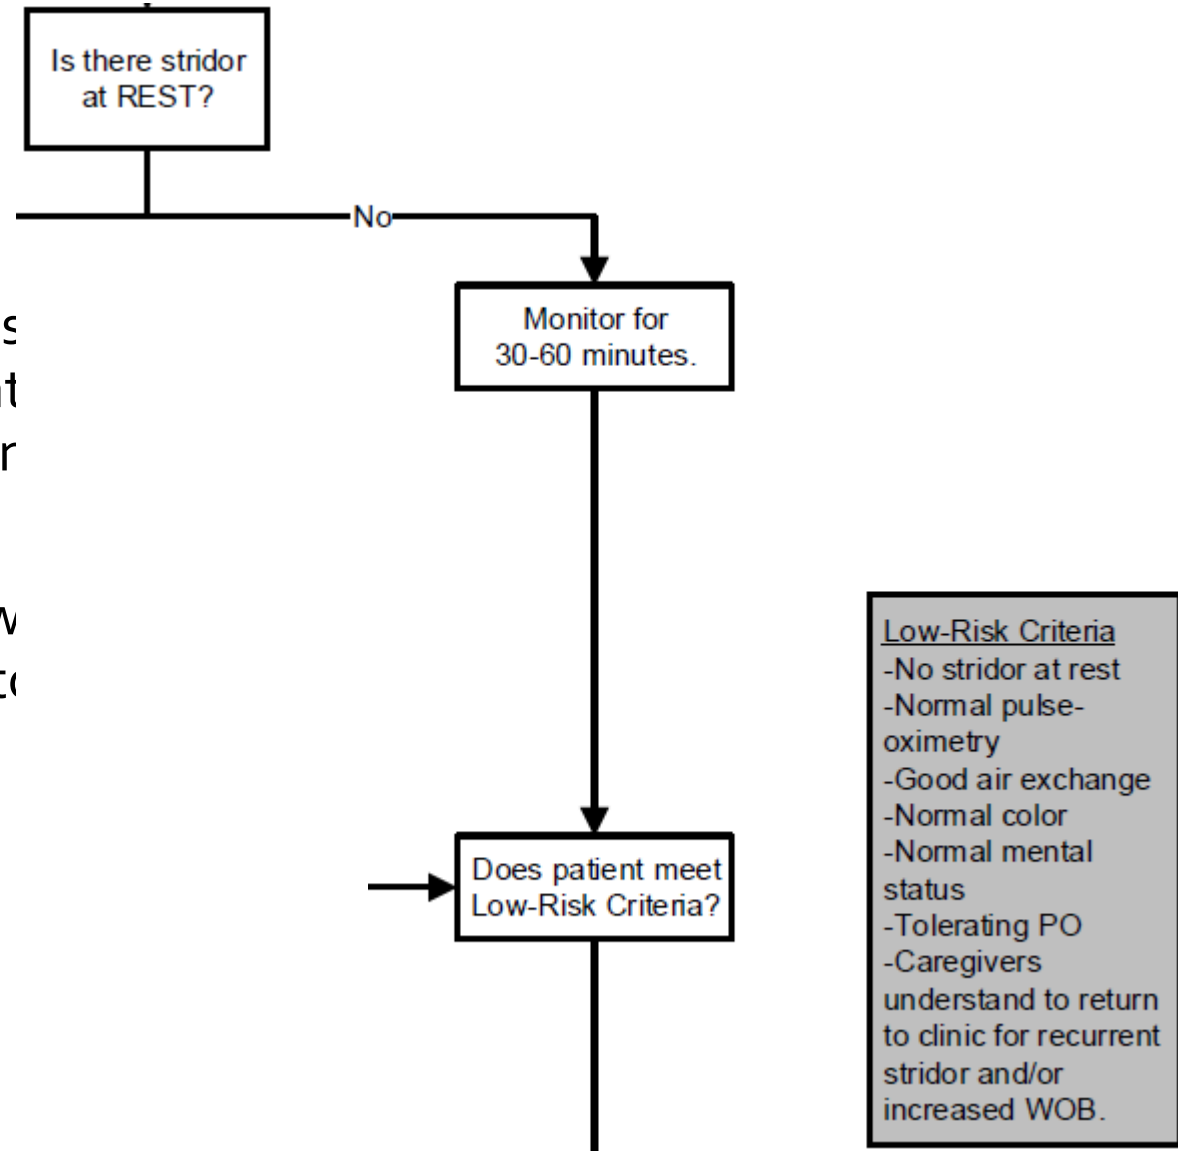 Is there stridor
at REST?
No
Monitor for
30-60 minutes.
Does patient meet
Low-Risk Criteria?
Low-Risk Criteria
-No stridor at rest
-Normal pulse-
oximetry
-Good air exchange
-Normal color
-Normal mental
status
-Tolerating PO
-Caregivers
understand to return
to clinic for recurrent
stridor and/or
increased WOB.